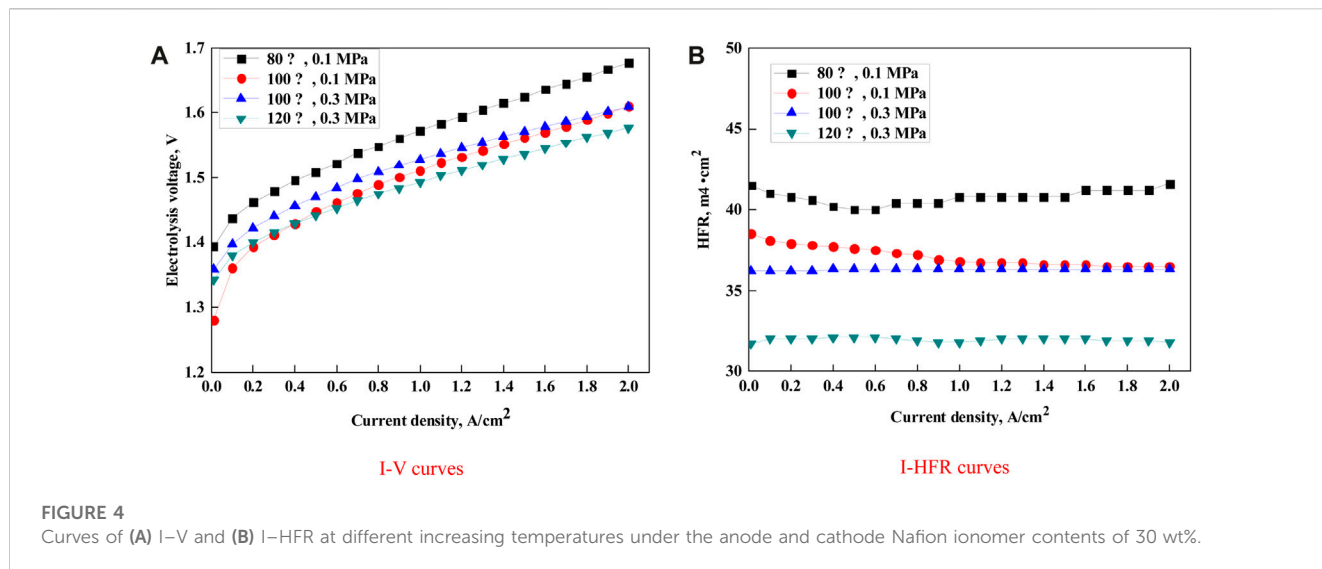 A
1.7
1.6
1.5
1.4
1.3
1.2
Electrolysis voltage, V
80 ? , 0.1 MPa
100 ? , 0.1 MPa
100 ? , 0.3 MPa
120 ? , 0.3 MPa
0.0 0.2 0.4 0.6 0.8 1.0 1.2 1.4 1.6 1.8 2.0
Current density, A/cm²
I-V curves
B
50
45
40
35
30
HFR, m4 •cm²
80 ? , 0.1 MPa
100 ? , 0.1 MPa
100 ? , 0.3 MPa
120 ? , 0.3 MPa
0.0 0.2 0.4 0.6 0.8 1.0 1.2 1.4 1.6 1.8 2.0
Current density, A/cm²
I-HFR curves
FIGURE 4
Curves of (A) I–V and (B) I–HFR at different increasing temperatures under the anode and cathode Nafion ionomer contents of 30 wt%.